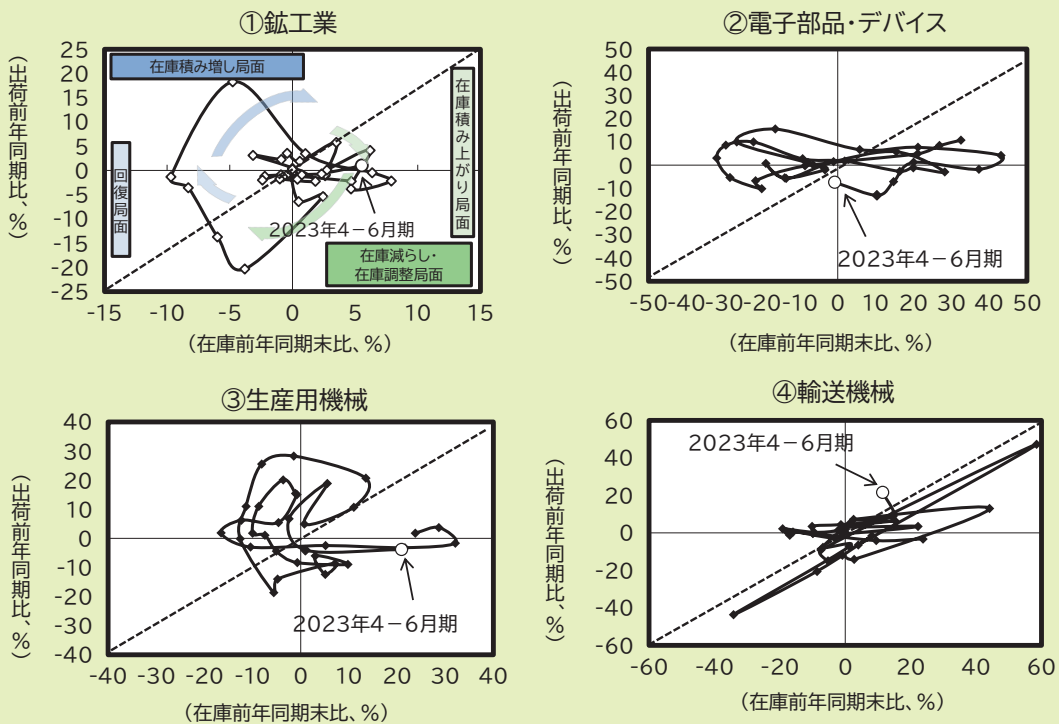 ①鉱工業
(出荷前年同期比、%)
25
20
15
10
5
0
-5
-10
-15
-20
-25
在庫積み増し局面
在庫積み上がり局面
回復局面
2023年4－6月期
在庫減らし・
在庫調整局面
-15 -10 -5 0 5 10 15
(在庫前年同期末比、%)
②電子部品・デバイス
(出荷前年同期比、%)
50
40
30
20
10
0
-10
-20
-30
-40
-50
2023年4－6月期
-50 -40 -30 -20 -10 0 10 20 30 40 50
(在庫前年同期末比、%)
③生産用機械
(出荷前年同期比、%)
40
30
20
10
0
-10
-20
-30
-40
2023年4－6月期
-40 -30 -20 -10 0 10 20 30 40
(在庫前年同期末比、%)
④輸送機械
(出荷前年同期比、%)
60
40
20
0
-20
-40
-60
2023年4－6月期
-60 -40 -20 0 20 40 60
(在庫前年同期末比、%)